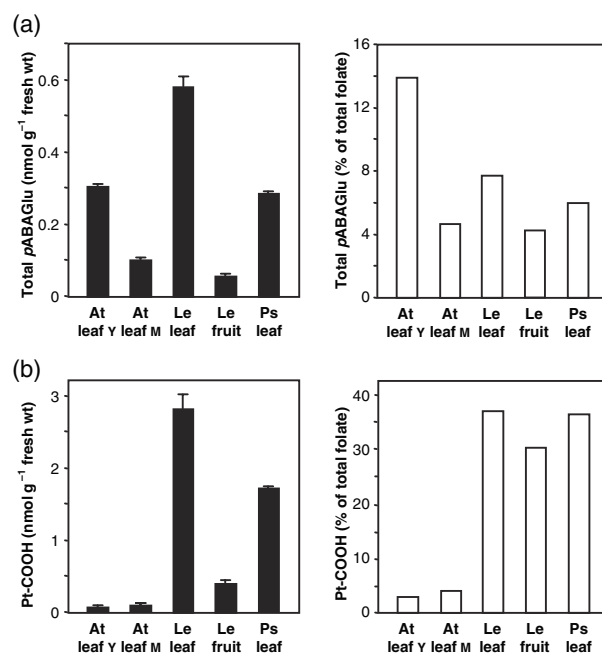 (a)
Total pABAGlu (nmol g⁻¹ fresh wt)
0.6
0.4
0.2
0
At leaf Y
At leaf M
Le leaf
Le fruit
Ps leaf
Total pABAGlu (% of total folate)
16
12
8
4
0
At leaf Y
At leaf M
Le leaf
Le fruit
Ps leaf
(b)
Pt-COOH (nmol g⁻¹ fresh wt)
3
2
1
0
At leaf Y
At leaf M
Le leaf
Le fruit
Ps leaf
Pt-COOH (% of total folate)
40
30
20
10
0
At leaf Y
At leaf M
Le leaf
Le fruit
Ps leaf